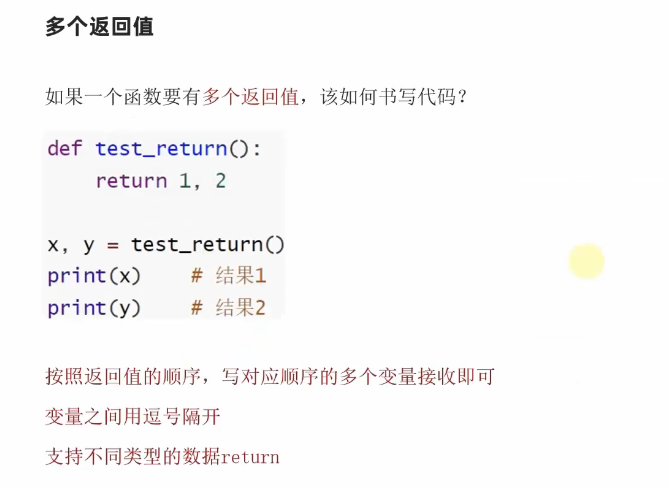 多个返回值
如果一个函数要有多个返回值，该如何书写代码？
def test_return():
    return 1, 2
x, y = test_return()
print(x)    # 结果1
print(y)    # 结果2
按照返回值的顺序，写对应顺序的多个变量接收即可
变量之间用逗号隔开
支持不同类型的数据return